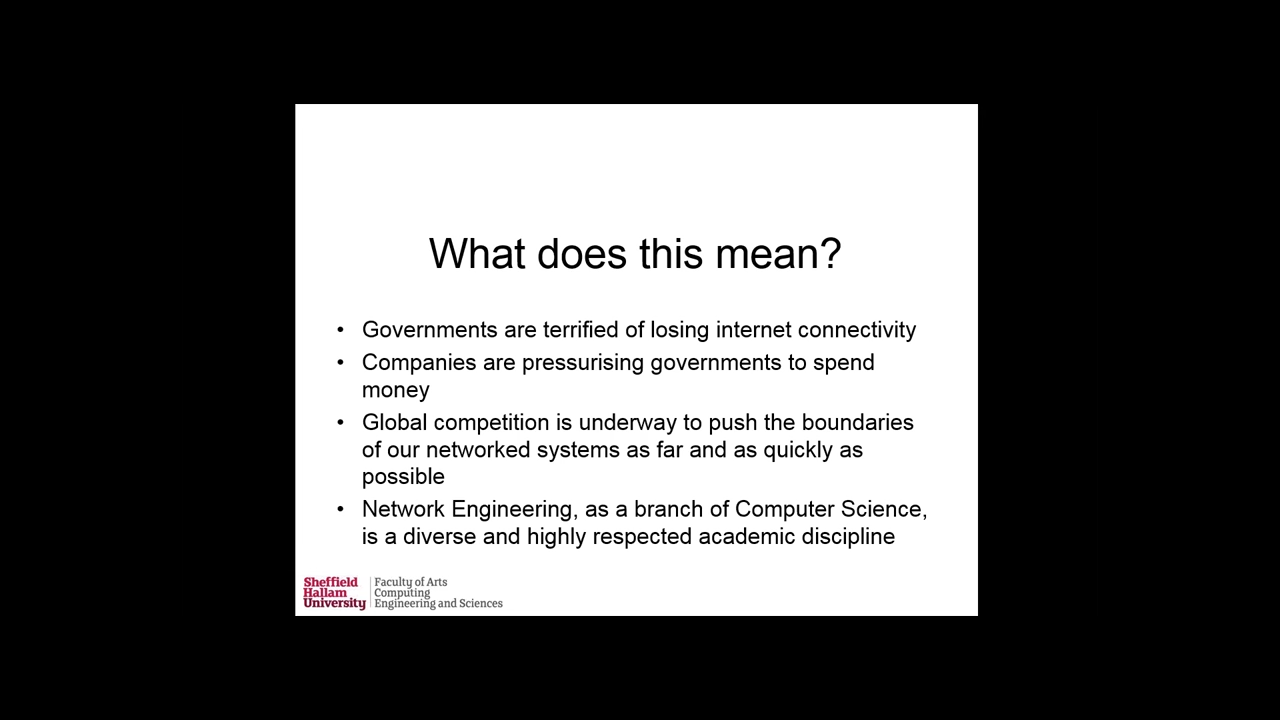 What does this mean?
• Governments are terrified of losing internet connectivity
• Companies are pressurising governments to spend
money
• Global competition is underway to push the boundaries
of our networked systems as far and as quickly as
possible
• Network Engineering, as a branch of Computer Science,
is a diverse and highly respected academic discipline
Sheffield
Hallam
University
Faculty of Arts
Computing
Engineering and Sciences